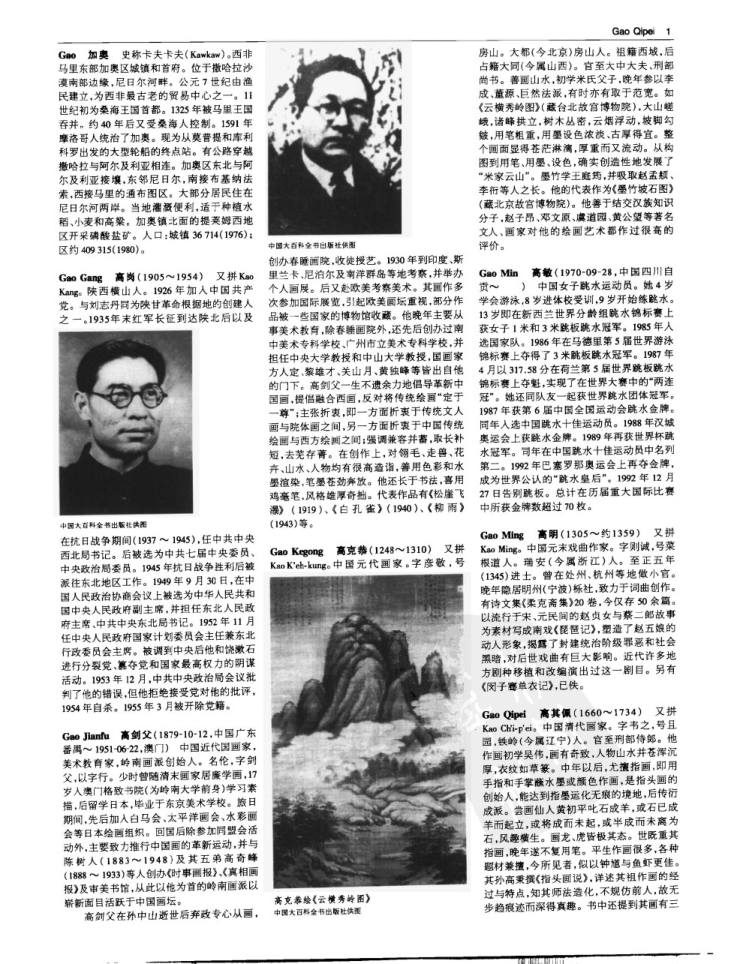 Gao Qipei 1
Gao 加奥 史称卡夫卡夫(Kawkaw)。西非
马里东部加奥区城镇和首府。位于撒哈拉沙
漠南部边缘,尼日尔河畔。公元7世纪由渔
民建立,为西非最古老的贸易中心之一。11
世纪初为桑海王国首都。1325年被马里王国
吞并。约40年后又受桑海人控制。1591年
摩洛哥人统治了加奥。现为从莫普提和库利
科罗出发的大型轮船的终点站。有公路穿越
撒哈拉与阿尔及利亚相连。加奥区东北与阿
尔及利亚接壤,东邻尼日尔,南接布基纳法
索,西接马里的通布图区。大部分居民住在
尼日尔河两岸。当地灌溉便利,适于种植水
稻、小麦和高粱。加奥镇北面的提莱姆西地
区开采磷酸盐矿。人口:城镇36 714(1976);
区约409 315(1980)。
Gao Gang 高岗(1905～1954) 又拼Kao
Kang。陕西横山人。1926年加入中国共产
党。与刘志丹同为陕甘革命根据地的创建人
之一。1935年末红军长征到达陕北后以及
中国大百科全书出版社供图
在抗日战争期间(1937～1945),任中共中央
西北局书记。后被选为中共七届中央委员、
中央政治局委员。1945年抗日战争胜利后被
派往东北地区工作。1949年9月30日,在中
国人民政治协商会议上被选为中华人民共和
国中央人民政府副主席,并担任东北人民政
府主席、中共中央东北局书记。1952年11月
任中央人民政府国家计划委员会主任兼东北
行政委员会主席。被调到中央后他和饶漱石
进行分裂党、篡夺党和国家最高权力的阴谋
活动。1953年12月,中共中央政治局会议批
判了他的错误,但他拒绝接受党对他的批评,
1954年自杀。1955年3月被开除党籍。
Gao Jianfu 高剑父(1879-10-12,中国广东
番禺～1951-06-22,澳门) 中国近代国画家,
美术教育家,岭南画派创始人。名伦,字剑
父,以字行。少时曾随清末画家居廉学画,17
岁入澳门格致书院(为岭南大学前身)学习素
描,后留学日本,毕业于东京美术学校。旅日
期间,先后加入白马会、太平洋画会、水彩画
会等日本绘画组织。回国后除参加同盟会活
动外,主要致力推行中国画的革新运动,并与
陈树人(1883～1948)及其五弟高奇峰
(1888～1933)等人创办《时事画报》、《真相画
报》及审美书馆,从此以他为首的岭南画派以
崭新面目活跃于中国画坛。
高剑父在孙中山逝世后弃政专心从画,
中国大百科全书出版社供图
创办春睡画院,收徒授艺。1930年到印度、斯
里兰卡、尼泊尔及南洋群岛等地考察,并举办
个人画展。后又赴欧美考察美术。其画作多
次参加国际展览,引起欧美画坛重视,部分作
品被一些国家的博物馆收藏。他晚年主要从
事美术教育,除春睡画院外,还先后创办过南
中美术专科学校、广州市立美术专科学校,并
担任中央大学教授和中山大学教授,国画家
方人定、黎雄才、关山月、黄独峰等皆出自他
的门下。高剑父一生不遗余力地倡导革新中
国画,提倡融合西画,反对将传统绘画“定于
一尊”;主张折衷,即一方面折衷于传统文人
画与院体画之间,另一方面折衷于中国传统
绘画与西方绘画之间;强调兼容并蓄,取长补
短,去芜存菁。在创作上,对翎毛、走兽、花
卉、山水、人物均有很高造诣,善用色彩和水
墨渲染,笔墨苍劲奔放。他还长于书法,喜用
鸡毫笔,风格雄厚奇拙。代表作品有《松崖飞
瀑》(1919)、《白孔雀》(1940)、《柳雨》
(1943)等。
Gao Kegong 高克恭(1248～1310) 又拼
Kao K'eh-kung。中国元代画家。字彦敬,号
高克恭绘《云横秀岭图》
中国大百科全书出版社供图
房山。大都(今北京)房山人。祖籍西域,后
占籍大同(今属山西)。官至大中大夫、刑部
尚书。善画山水,初学米氏父子,晚年参以李
成、董源、巨然法派,有时亦有取于范宽。如
《云横秀岭图》(藏台北故宫博物院),大山嵯
峨,诸峰拱立,树木丛密,云烟浮动,坡脚勾
皴,用笔粗重,用墨设色浓淡、古厚得宜。整
个画面显得苍茫淋漓,厚重而又流动。从构
图到用笔、用墨、设色,确实创造性地发展了
“米家云山”。墨竹学王庭筠,并吸取赵孟頫、
李衎等人之长。他的代表作为《墨竹坡石图》
(藏北京故宫博物院)。他善于结交汉族知识
分子,赵子昂、邓文原、虞道园、黄公望等著名
文人、画家对他的绘画艺术都作过很高的
评价。
Gao Min 高敏(1970-09-28,中国四川自
贡～ ) 中国女子跳水运动员。她4岁
学会游泳,8岁进体校受训,9岁开始练跳水。
13岁即在新西兰世界分龄组跳水锦标赛上
获女子1米和3米跳板跳水冠军。1985年入
选国家队。1986年在马德里第5届世界游泳
锦标赛上夺得了3米跳板跳水冠军。1987年
4月以317.58分在荷兰第5届世界跳板跳水
锦标赛上夺魁,实现了在世界大赛中的“两连
冠”。她还同队友一起获世界跳水团体冠军。
1987年获第6届中国全国运动会跳水金牌。
同年入选中国跳水十佳运动员。1988年汉城
奥运会上获跳水金牌。1989年再获世界杯跳
水冠军。同年在中国跳水十佳运动员中名列
第二。1992年巴塞罗那奥运会上再夺金牌,
成为世界公认的“跳水皇后”。1992年12月
27日告别跳板。总计在历届重大国际比赛
中所获金牌数超过70枚。
Gao Ming 高明(1305～约1359) 又拼
Kao Ming。中国元末戏曲作家。字则诚,号菜
根道人。瑞安(今属浙江)人。至正五年
(1345)进士。曾在处州、杭州等地做小官。
晚年隐居明州(宁波)栎社,致力于词曲创作。
有诗文集《柔克斋集》20卷,今仅存50余篇。
以流行于宋、元民间的赵贞女与蔡二郎故事
为素材写成南戏《琵琶记》,塑造了赵五娘的
动人形象,揭露了封建统治阶级罪恶和社会
黑暗,对后世戏曲有巨大影响。近代许多地
方剧种移植和改编演出过这一剧目。另有
《闵子骞单衣记》,已佚。
Gao Qipei 高其佩(1660～1734) 又拼
Kao Ch'i-p'ei。中国清代画家。字韦之,号且
园,铁岭(今属辽宁)人。官至刑部侍郎。他
作画初学吴伟,画有奇致,人物山水并苍浑沉
厚,衣纹如草篆。中年以后,尤擅指画,即用
手指和手掌蘸水墨或颜色作画,是指头画的
创始人,能达到指墨运化无痕的境地,后传衍
成派。尝画仙人黄初平叱石成羊,或石已成
羊而起立,或将成而未起,或半成而未离为
石,风趣横生。画龙、虎皆极其态。世既重其
指画,晚年遂不复用笔。平生作画很多,各种
题材兼擅,今所见者,似以钟馗与鱼虾更佳。
其孙高秉撰《指头画说》,详述其祖作画的经
过与特点,知其师法造化,不规仿前人,故无
步趋痕迹而深得真趣。书中还提到其画有三